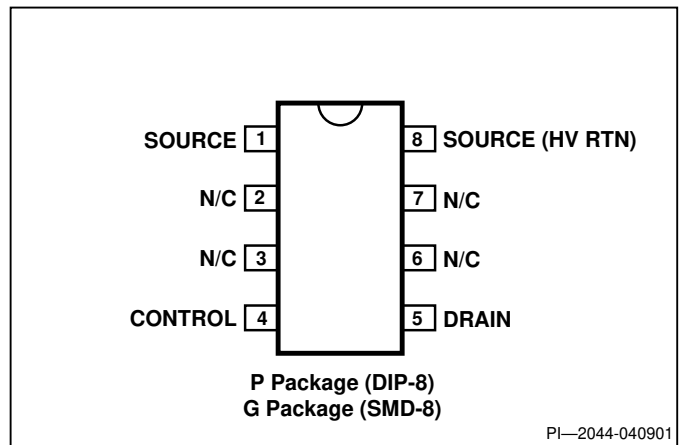 SOURCE 1 8 SOURCE (HV RTN)
N/C 2 7 N/C
N/C 3 6 N/C
CONTROL 4 5 DRAIN
P Package (DIP-8)
G Package (SMD-8)
PI—2044-040901